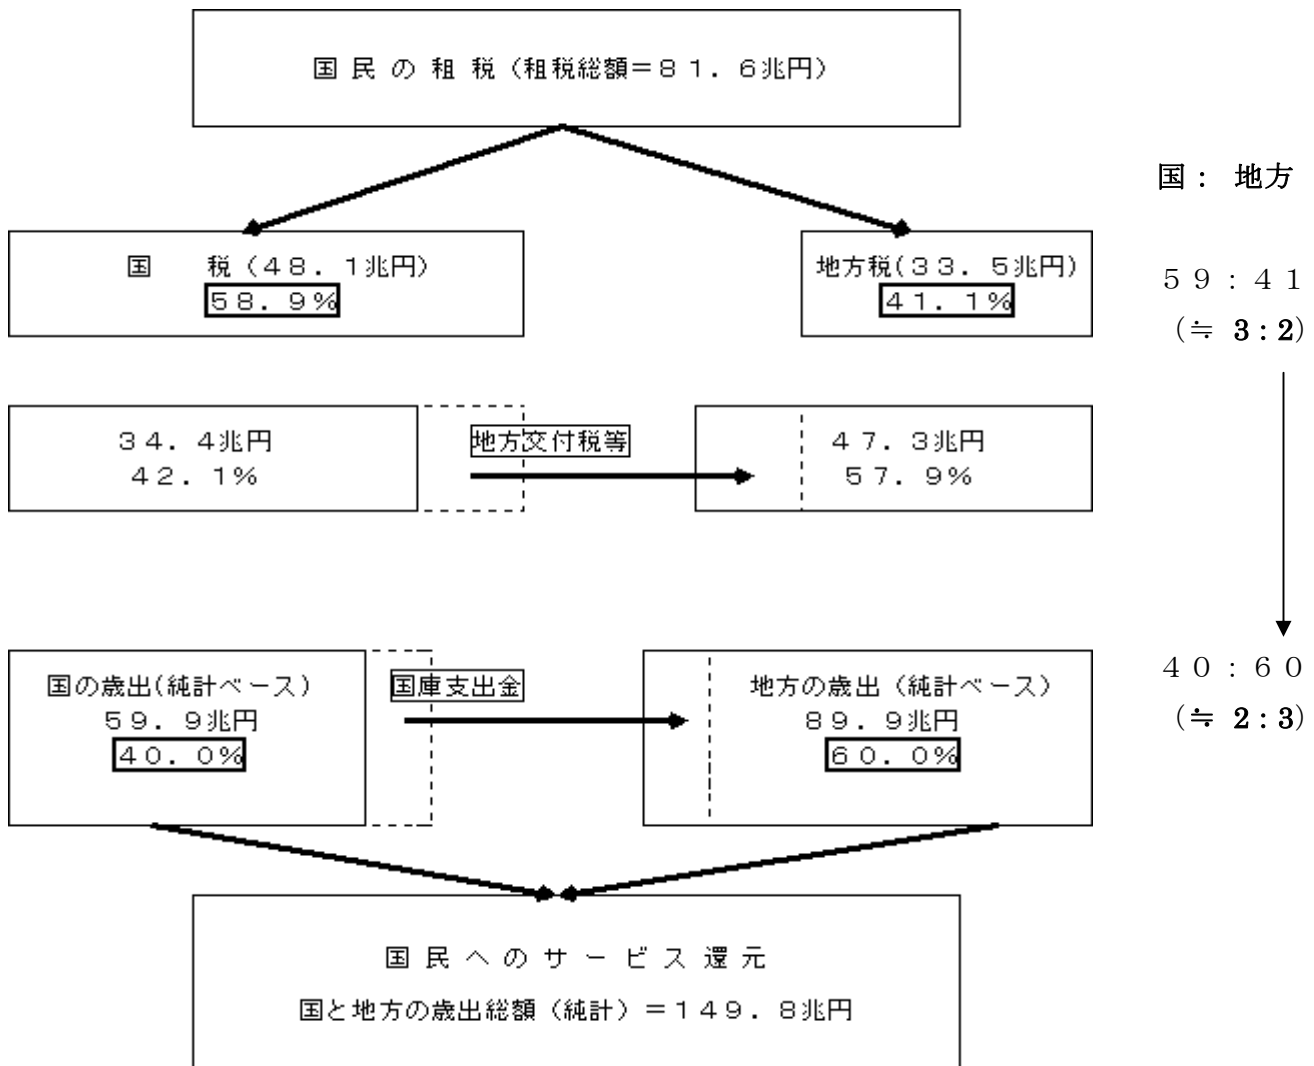 国 民 の 租 税（租税総額＝８１．６兆円）
国： 地方
国　　税（４８．１兆円）
５８．９％
地方税(３３．５兆円)
４１．１％
５９：４１
(≒ 3：2)
３４．４兆円
４２．１％
地方交付税等
４７．３兆円
５７．９％
国の歳出(純計ベース)
５９．９兆円
４０．０％
国庫支出金
地方の歳出（純計ベース）
８９．９兆円
６０．０％
４０：６０
(≒ 2：3)
国 民 へ の サ ー ビ ス 還 元
国と地方の歳出総額（純計）＝１４９．８兆円